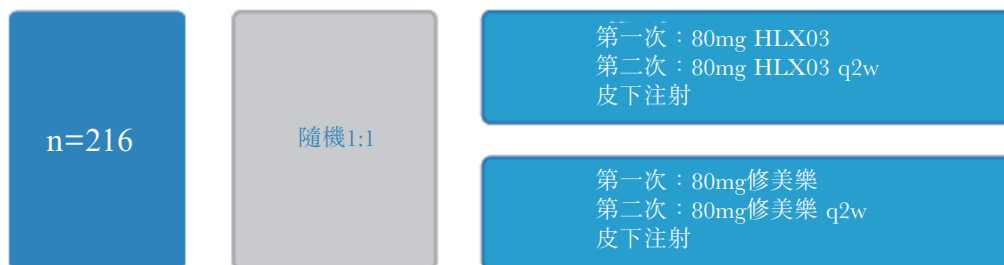 n=216
隨機1:1
第一次：80mg HLX03
第二次：80mg HLX03 q2w
皮下注射
第一次：80mg修美樂
第二次：80mg修美樂 q2w
皮下注射